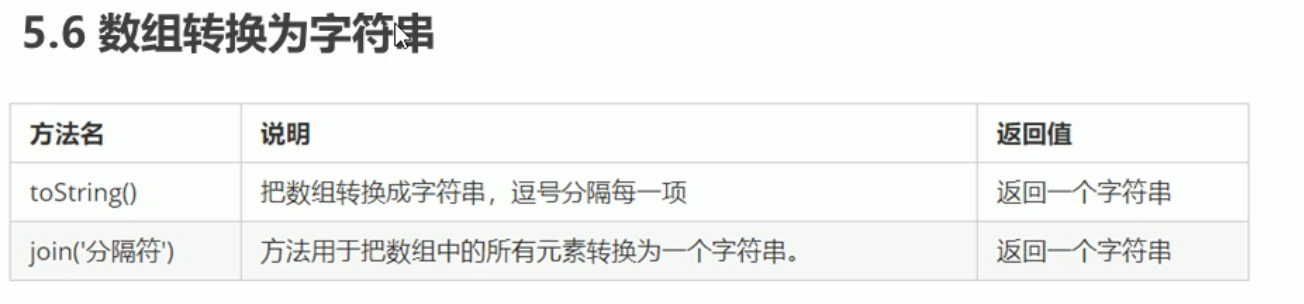 5.6 数组转换为字符串
方法名 说明 返回值
toString() 把数组转换成字符串，逗号分隔每一项 返回一个字符串
join('分隔符') 方法用于把数组中的所有元素转换为一个字符串。 返回一个字符串